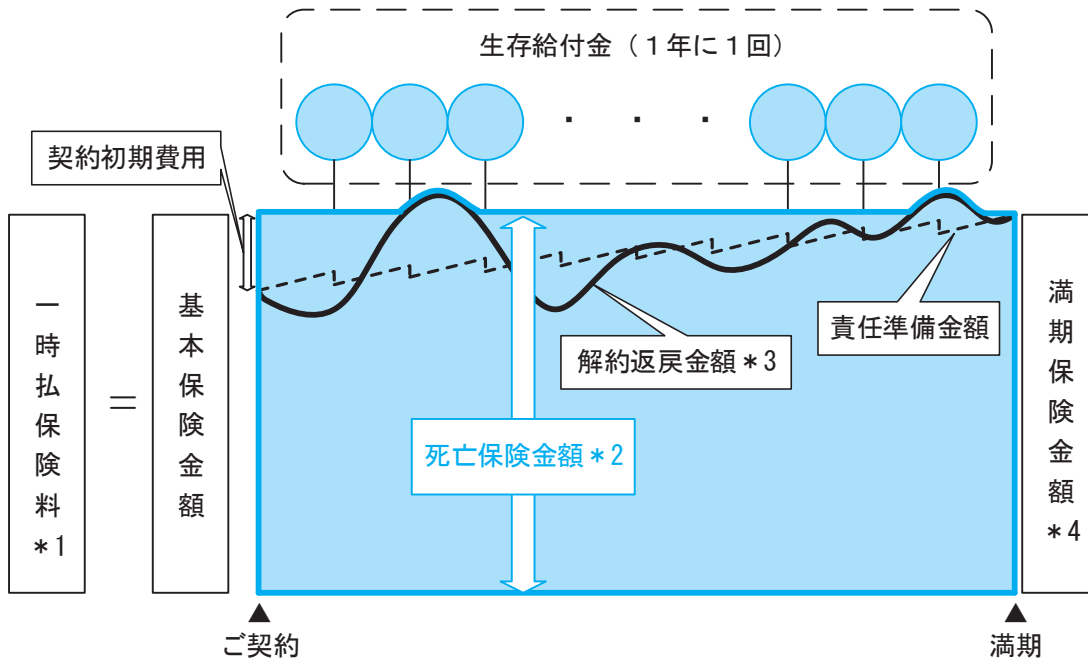 生存給付金（１年に１回）
・ ・ ・
契約初期費用
一時払保険料＊1
＝
基本保険金額
責任準備金額
解約返戻金額＊3
死亡保険金額＊2
満期保険金額＊4
▲
ご契約
▲
満期